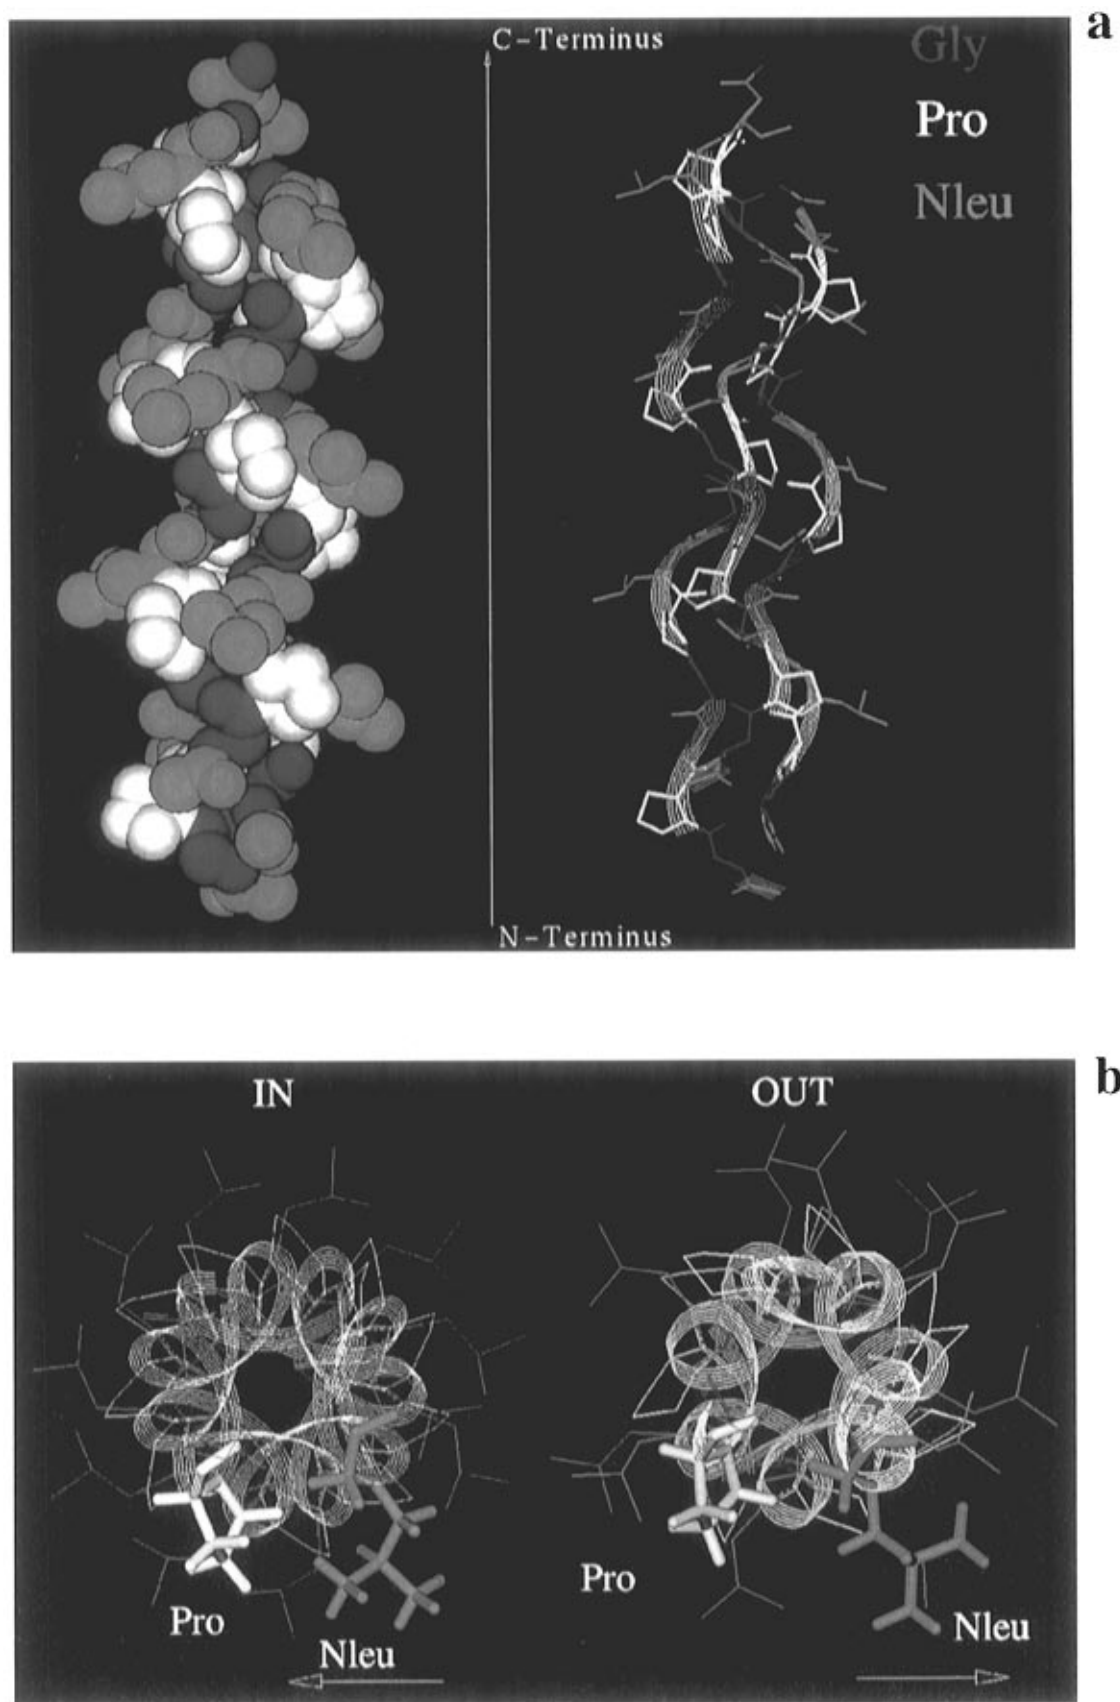 a
C-Terminus
Gly
Pro
Nleu
N-Terminus
b
IN
OUT
Pro
Nleu
Pro
Nleu